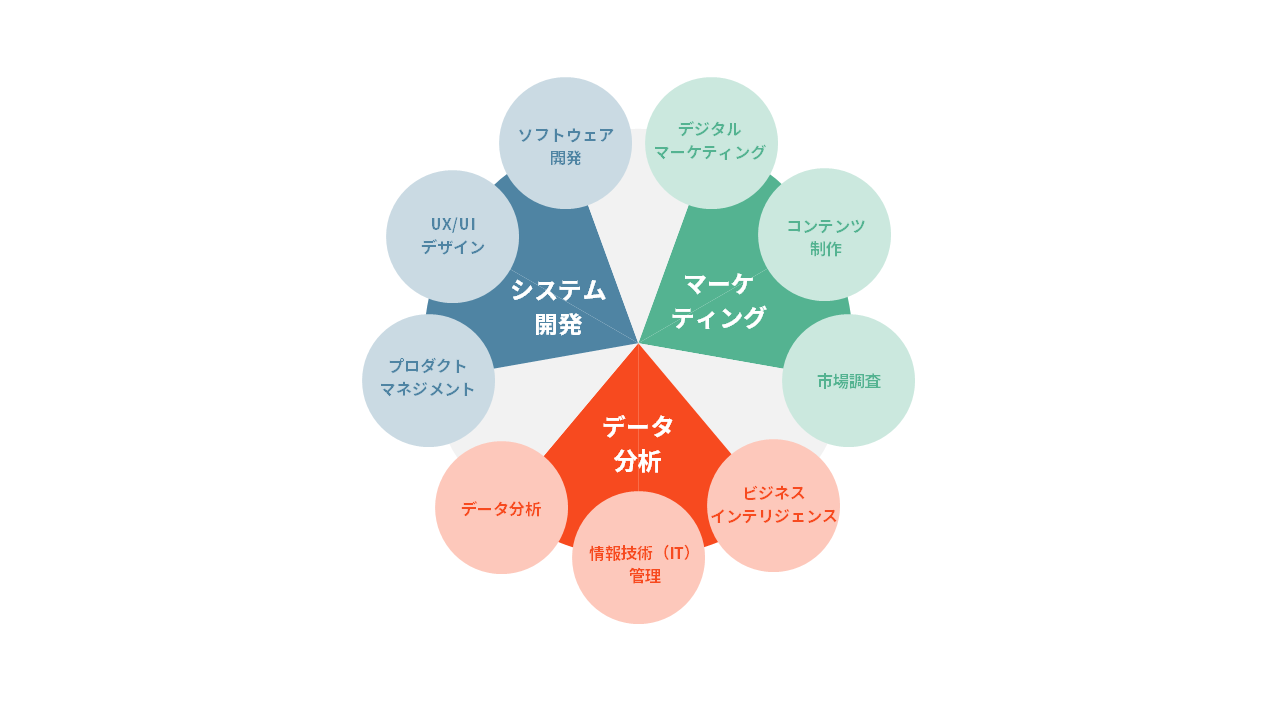 ソフトウェア
開発
デジタル
マーケティング
UX/UI
デザイン
コンテンツ
制作
システム
開発
マーケ
ティング
プロダクト
マネジメント
市場調査
データ
分析
データ分析
ビジネス
インテリジェンス
情報技術（IT）
管理